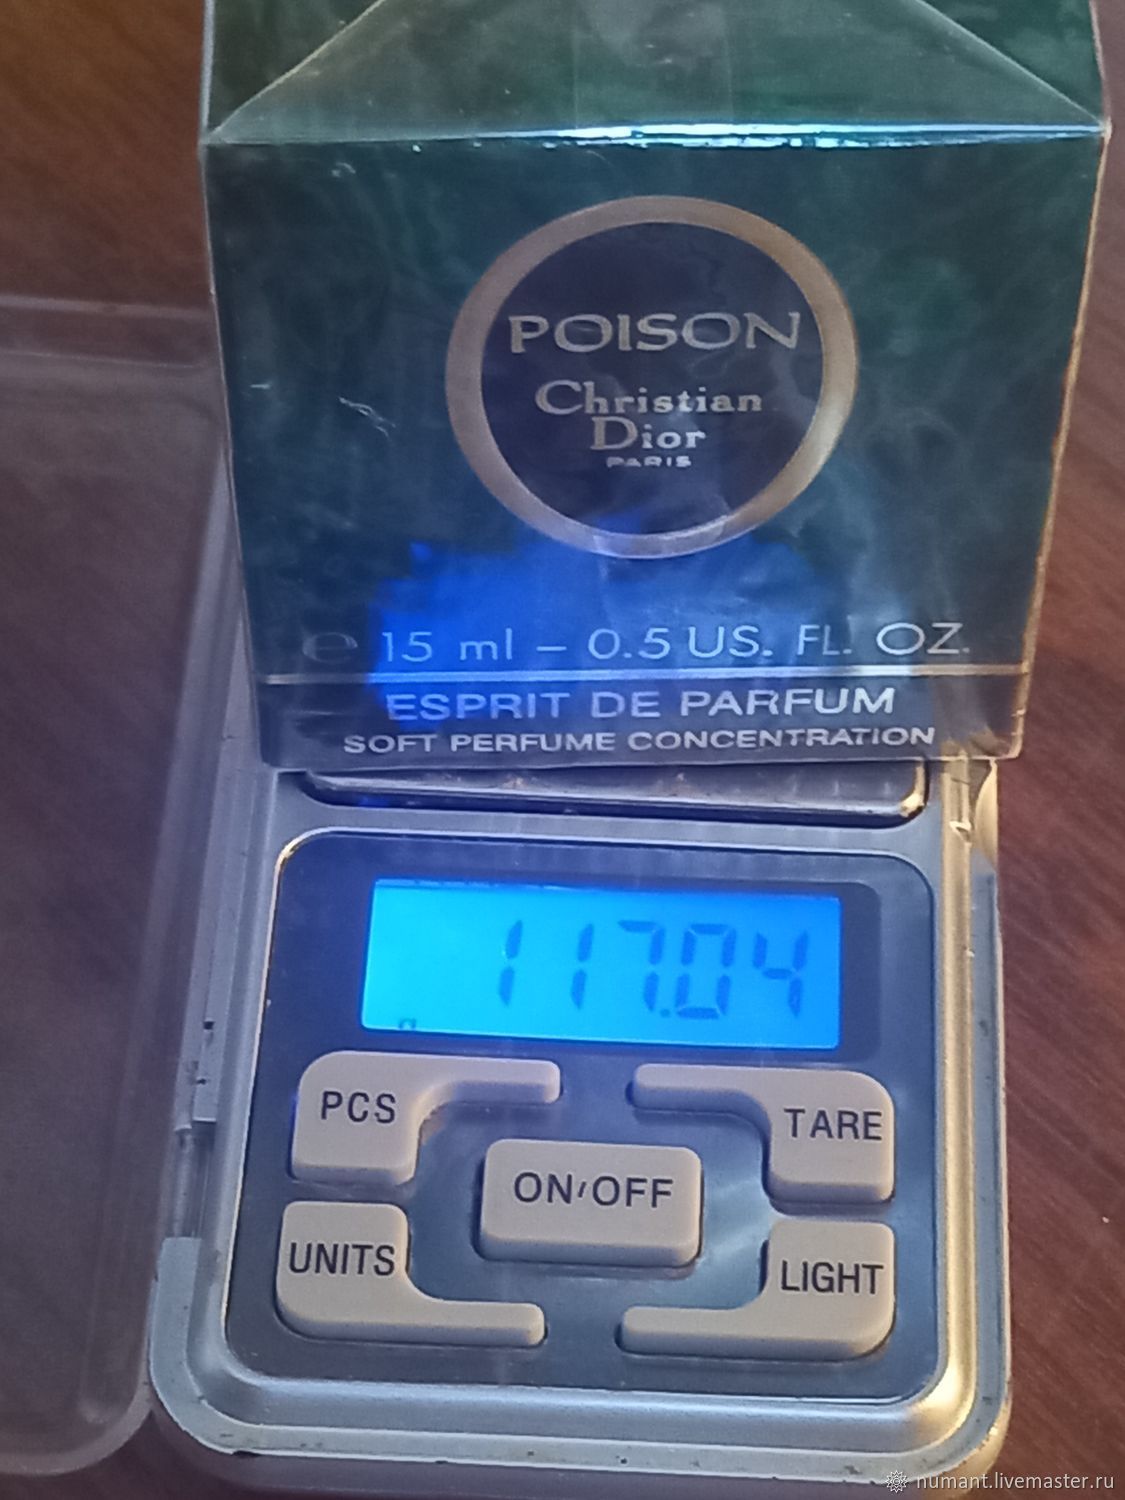 POISON
Christian
Dior
PARIS
e 15 ml – 0.5 US. FL. OZ.
ESPRIT DE PARFUM
SOFT PERFUME CONCENTRATION
117.04
g
PCS
TARE
ON/OFF
UNITS
LIGHT
numant.livemaster.ru